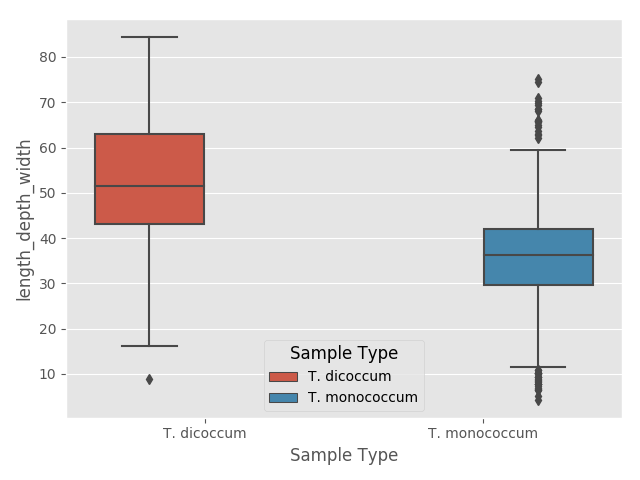 80
70
60
50
40
30
20
10
length_depth_width
Sample Type
T. dicoccum
T. monococcum
T. dicoccum
T. monococcum
Sample Type